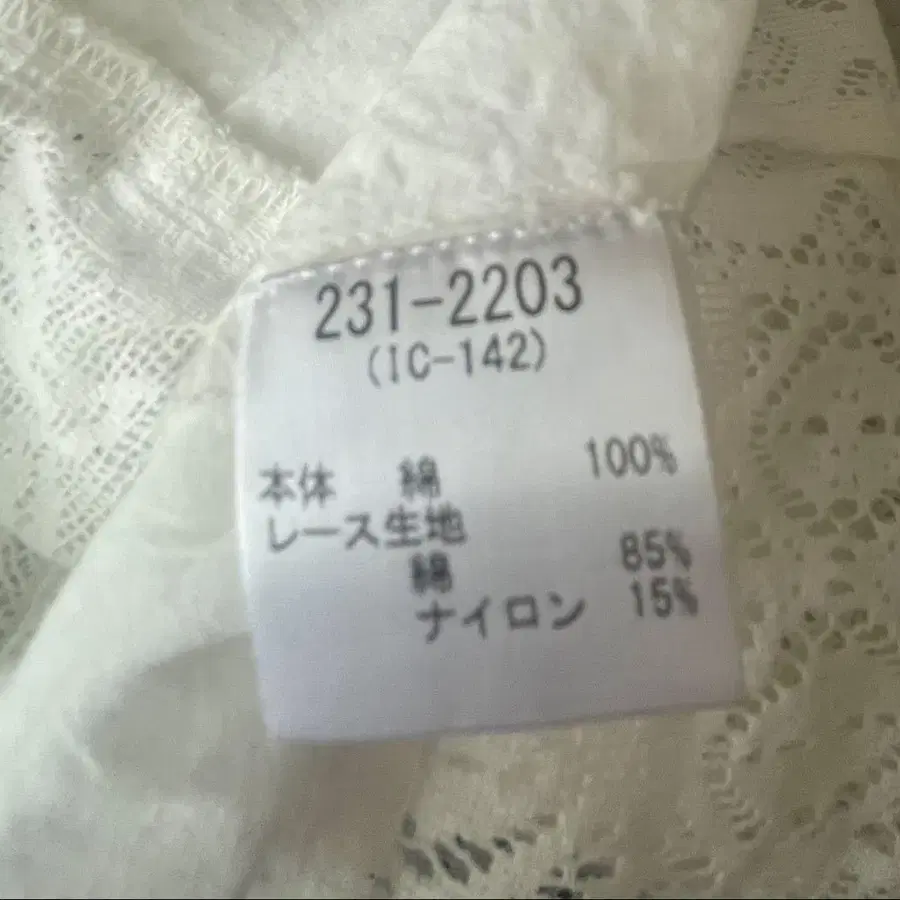 231-2203
(IC-142)
本体 綿 100%
レース生地
綿 85%
ナイロン 15%